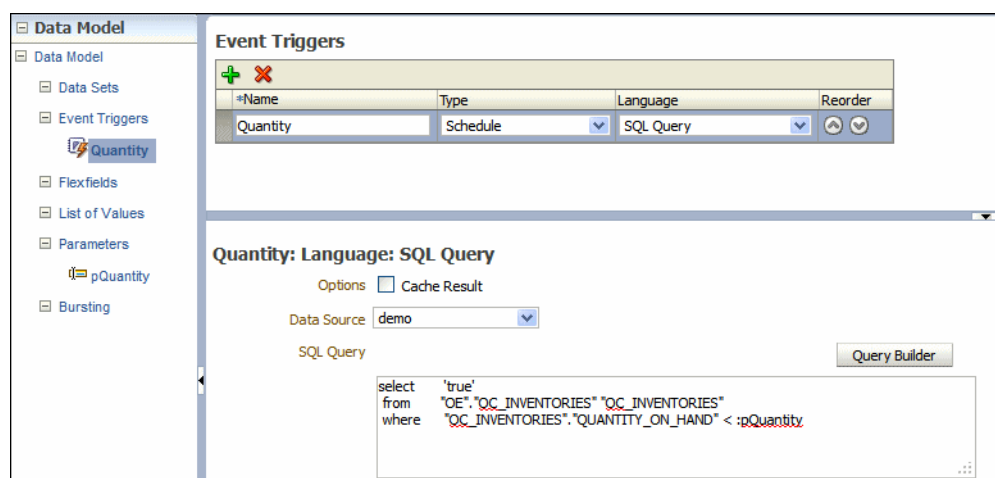 Data Model
Data Model
Data Sets
Event Triggers
Quantity
Flexfields
List of Values
Parameters
pQuantity
Bursting
Event Triggers
*Name Type Language Reorder
Quantity Schedule SQL Query
Quantity: Language: SQL Query
Options Cache Result
Data Source demo
SQL Query
Query Builder
select 'true'
from "OE"."OC_INVENTORIES" "OC_INVENTORIES"
where "OC_INVENTORIES"."QUANTITY_ON_HAND" < :pQuantity